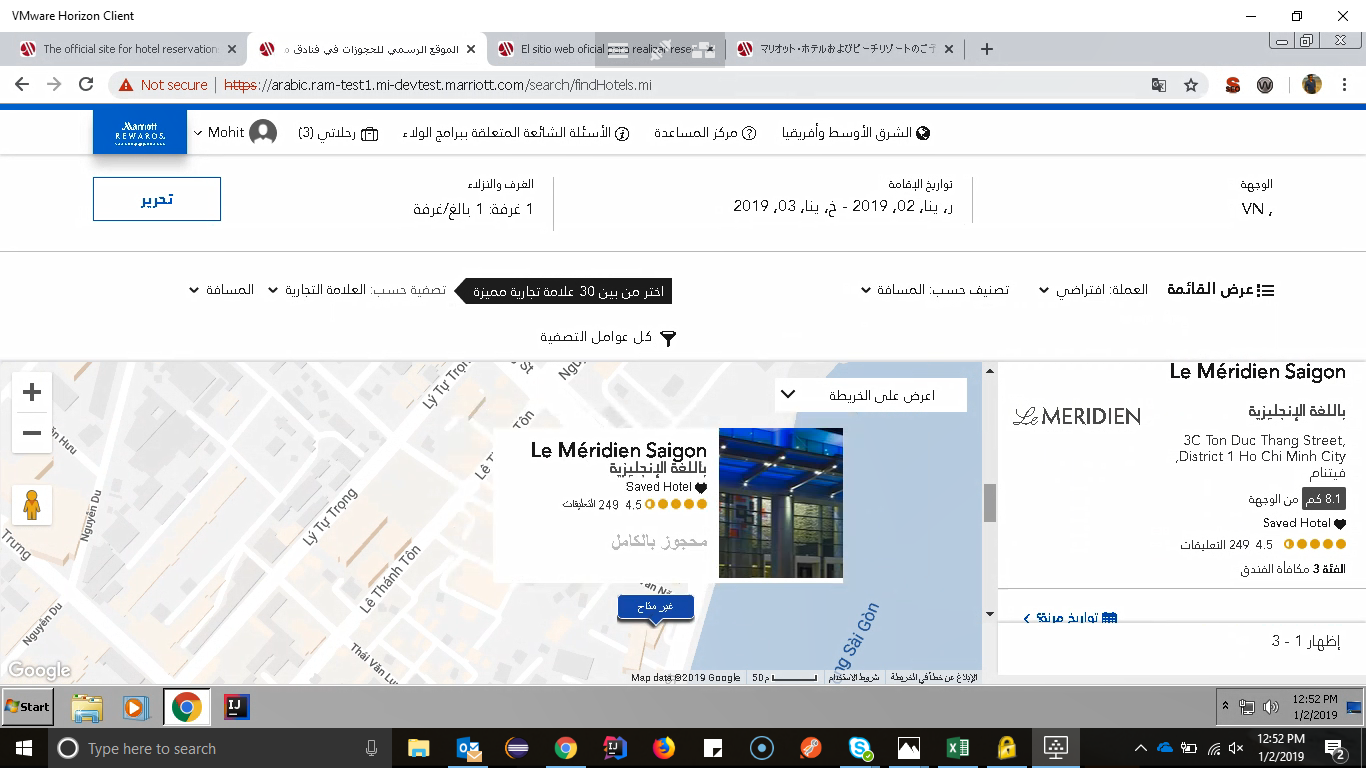 VMware Horizon Client
The official site for hotel reservation
الموقع الرسمي للحجوزات في فنادق
El sitio web oficial para realizar rese
マリオット・ホテルおよびビーチリゾートのご
Not secure | https://arabic.ram-test1.mi-devtest.marriott.com/search/findHotels.mi
الشرق الأوسط وأفريقيا
مركز المساعدة
الأسئلة الشائعة المتعلقة ببرامج الولاء
رحلاتي (3)
Mohit
Marriott
REWARDS.
الوجهة
، VN
تواريخ الإقامة
ر، ينا، 02، 2019 - خ، ينا، 03، 2019
الغرف والنزلاء
1 غرفة: 1 بالغ/غرفة
تحرير
عرض القائمة
العملة: افتراضي
تصنيف حسب: المسافة
اختر من بين 30 علامة تجارية مميزة
تصفية حسب: العلامة التجارية
المسافة
كل عوامل التصفية
Le Méridien Saigon
باللغة الإنجليزية
Le MERIDIEN
3C Ton Duc Thang Street,
District 1 Ho Chi Minh City,
فيتنام
8.1 كم من الوجهة
Saved Hotel
4.5 249 التعليقات
الفئة 3 مكافأة الفندق
تواريخ مرنة؟
إظهار 1 - 3
اعرض على الخريطة
Le Méridien Saigon
باللغة الإنجليزية
Saved Hotel
4.5 249 التعليقات
محجوز بالكامل
غير متاح
+
−
Lý Tự Trọng
St
Lý Tự Trọng
Lê Thánh Tôn
Nguyễn Du
Nguyễn Du
Trung
Thái Văn Lu
ng Sài Gòn
Google
Map data ©2019 Google
50 م
شروط الاستخدام
الإبلاغ عن خطأ في الخريطة
Start
12:52 PM
1/2/2019
Type here to search
12:52 PM
1/2/2019
2